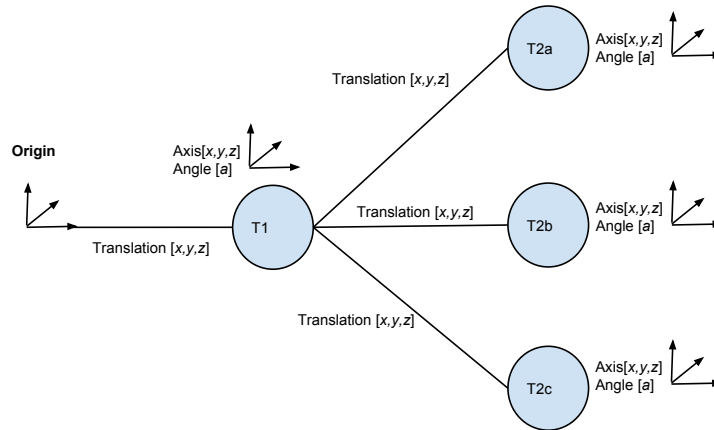 Origin
Translation [x,y,z]
Axis[x,y,z]
Angle [a]
T1
Translation [x,y,z]
T2a
Axis[x,y,z]
Angle [a]
Translation [x,y,z]
T2b
Axis[x,y,z]
Angle [a]
Translation [x,y,z]
T2c
Axis[x,y,z]
Angle [a]